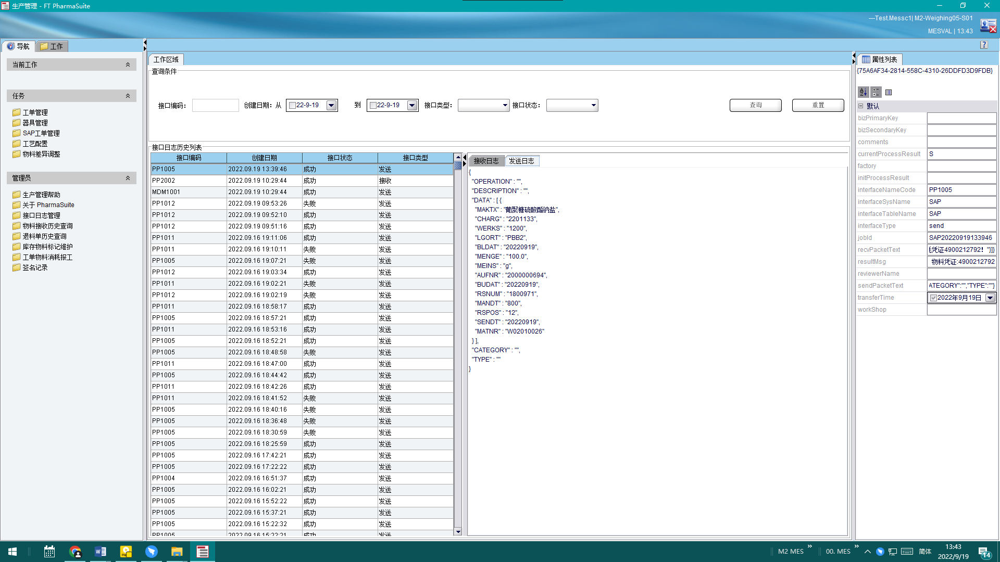 生产管理 - FT PharmaSuite
---Test.Messc1| M2-Weighing05-S01
MESVAL | 13:43
导航
工作
当前工作
任务
工单管理
器具管理
SAP工单管理
工艺配置
物料差异调整
管理员
生产管理帮助
关于 PharmaSuite
接口日志管理
物料接收历史查询
退料单历史查询
库存物料标记维护
工单物料消耗报工
签名记录
工作区域
查询条件
接口编码：
创建日期：从 22-9-19 到 22-9-19 接口类型： 接口状态：
查询 重置
接口日志历史列表
接口编码 创建日期 接口状态 接口类型
PP1005 2022.09.19 13:39:46 成功 发送
PP2002 2022.09.19 10:29:44 成功 接收
MDM1001 2022.09.19 10:29:44 成功 发送
PP1012 2022.09.19 09:53:26 失败 发送
PP1012 2022.09.19 09:52:10 成功 发送
PP1012 2022.09.19 09:51:16 成功 发送
PP1011 2022.09.16 19:11:06 成功 发送
PP1011 2022.09.16 19:10:11 失败 发送
PP1005 2022.09.16 19:07:21 失败 发送
PP1012 2022.09.16 19:03:34 成功 发送
PP1011 2022.09.16 19:02:21 失败 发送
PP1012 2022.09.16 19:02:19 失败 发送
PP1011 2022.09.16 18:58:17 成功 发送
PP1005 2022.09.16 18:57:21 成功 发送
PP1011 2022.09.16 18:53:16 成功 发送
PP1005 2022.09.16 18:52:21 成功 发送
PP1005 2022.09.16 18:48:58 失败 发送
PP1011 2022.09.16 18:47:00 成功 发送
PP1005 2022.09.16 18:44:42 成功 发送
PP1011 2022.09.16 18:42:26 成功 发送
PP1011 2022.09.16 18:41:52 失败 发送
PP1005 2022.09.16 18:40:16 失败 发送
PP1005 2022.09.16 18:36:48 失败 发送
PP1005 2022.09.16 18:30:59 失败 发送
PP1005 2022.09.16 18:25:59 成功 发送
PP1005 2022.09.16 17:42:21 成功 发送
PP1005 2022.09.16 17:22:22 成功 发送
PP1004 2022.09.16 16:51:37 成功 发送
PP1005 2022.09.16 16:02:21 成功 发送
PP1005 2022.09.16 15:52:22 成功 发送
PP1005 2022.09.16 15:37:21 成功 发送
PP1005 2022.09.16 15:22:32 成功 发送
PP1005 2022.09.16 15:22:21 成功 发送
接收日志
发送日志
{
"OPERATION" : "",
"DESCRIPTION" : "",
"DATA" : [ {
"MAKTX" : "葡聚糖硫酸酯钠盐",
"CHARG" : "2201133",
"WERKS" : "1200",
"LGORT" : "PBB2",
"BLDAT" : "20220919",
"MENGE" : "100.0",
"MEINS" : "g",
"AUFNR" : "2000000694",
"BUDAT" : "20220919",
"RSNUM" : "1800971",
"MANDT" : "800",
"RSPOS" : "12",
"SENDT" : "20220919",
"MATNR" : "W02010026"
} ],
"CATEGORY" : "",
"TYPE" : ""
}
属性列表
{75A6AF34-2814-558C-4310-26DDFD3D9FDB}
默认
bizPrimaryKey
bizSecondaryKey
comments
currentProcessResult S
factory
initProcessResult
interfaceNameCode PP1005
interfaceSysName SAP
interfaceTableName SAP
interfaceType send
jobId SAP20220919133946
recvPacketText 凭证4900212792！"}]}
resultMsg 物料凭证:4900212792
reviewerName
sendPacketText ATEGORY":"","TYPE":""}
transferTime 2022年9月19日
workShop
M2 MES
00. MES
简体
13:43
2022/9/19
14